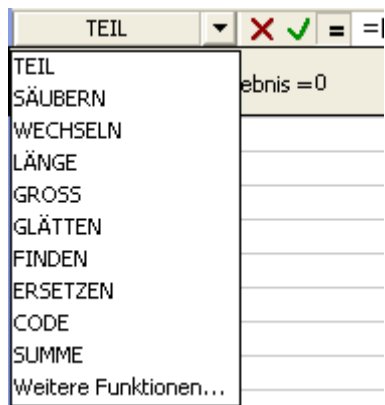 TEIL = =
TEIL
ebnis =0
SÄUBERN
WECHSELN
LÄNGE
GROSS
GLÄTTEN
FINDEN
ERSETZEN
CODE
SUMME
Weitere Funktionen...